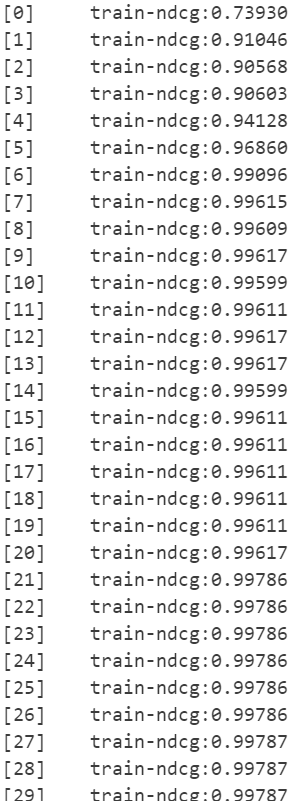 [0]	train-ndcg:0.73930
[1]	train-ndcg:0.91046
[2]	train-ndcg:0.90568
[3]	train-ndcg:0.90603
[4]	train-ndcg:0.94128
[5]	train-ndcg:0.96860
[6]	train-ndcg:0.99096
[7]	train-ndcg:0.99615
[8]	train-ndcg:0.99609
[9]	train-ndcg:0.99617
[10]	train-ndcg:0.99599
[11]	train-ndcg:0.99611
[12]	train-ndcg:0.99617
[13]	train-ndcg:0.99617
[14]	train-ndcg:0.99599
[15]	train-ndcg:0.99611
[16]	train-ndcg:0.99611
[17]	train-ndcg:0.99611
[18]	train-ndcg:0.99611
[19]	train-ndcg:0.99611
[20]	train-ndcg:0.99617
[21]	train-ndcg:0.99786
[22]	train-ndcg:0.99786
[23]	train-ndcg:0.99786
[24]	train-ndcg:0.99786
[25]	train-ndcg:0.99786
[26]	train-ndcg:0.99786
[27]	train-ndcg:0.99787
[28]	train-ndcg:0.99787
[29]	train-ndcg:0.99787